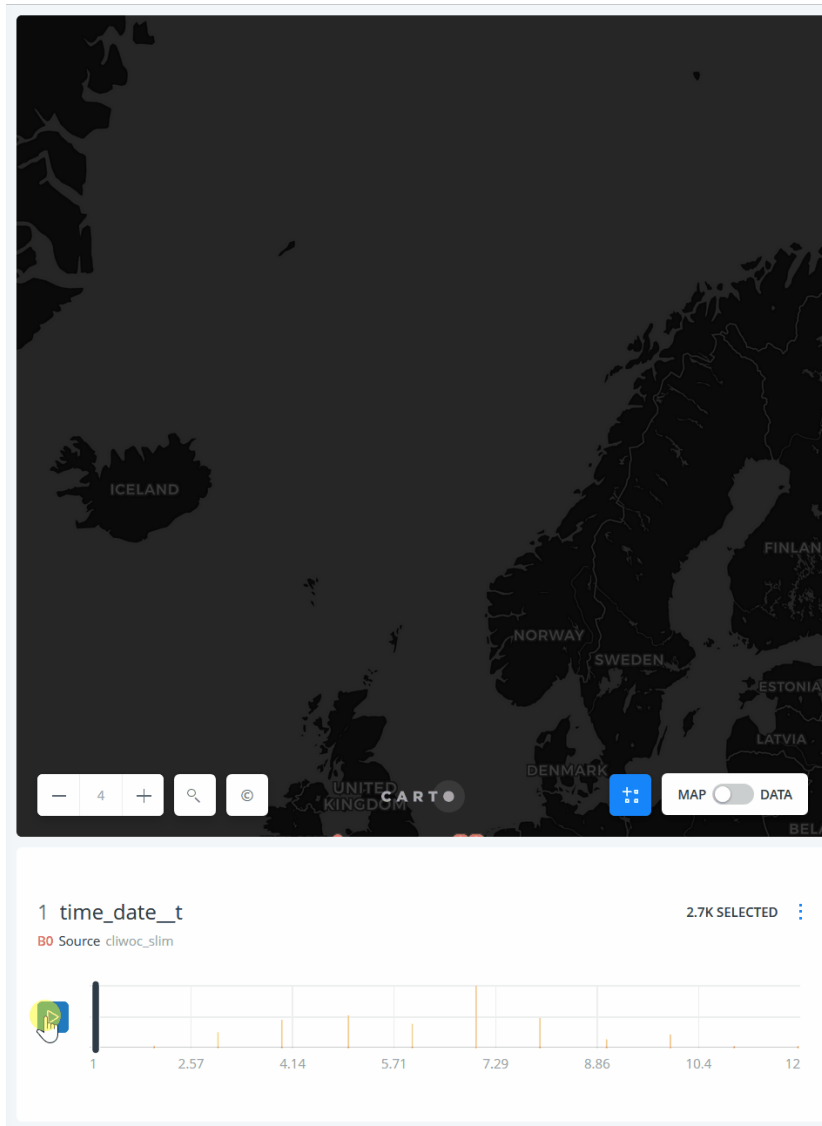 ICELAND
FINLAN
NORWAY
SWEDEN
ESTONIA
LATVIA
DENMARK
UNITED
KINGDOM
CARTO
4
©
MAP DATA
BELA
1 time_date__t
2.7K SELECTED
B0 Source cliwoc_slim
1 2.57 4.14 5.71 7.29 8.86 10.4 12